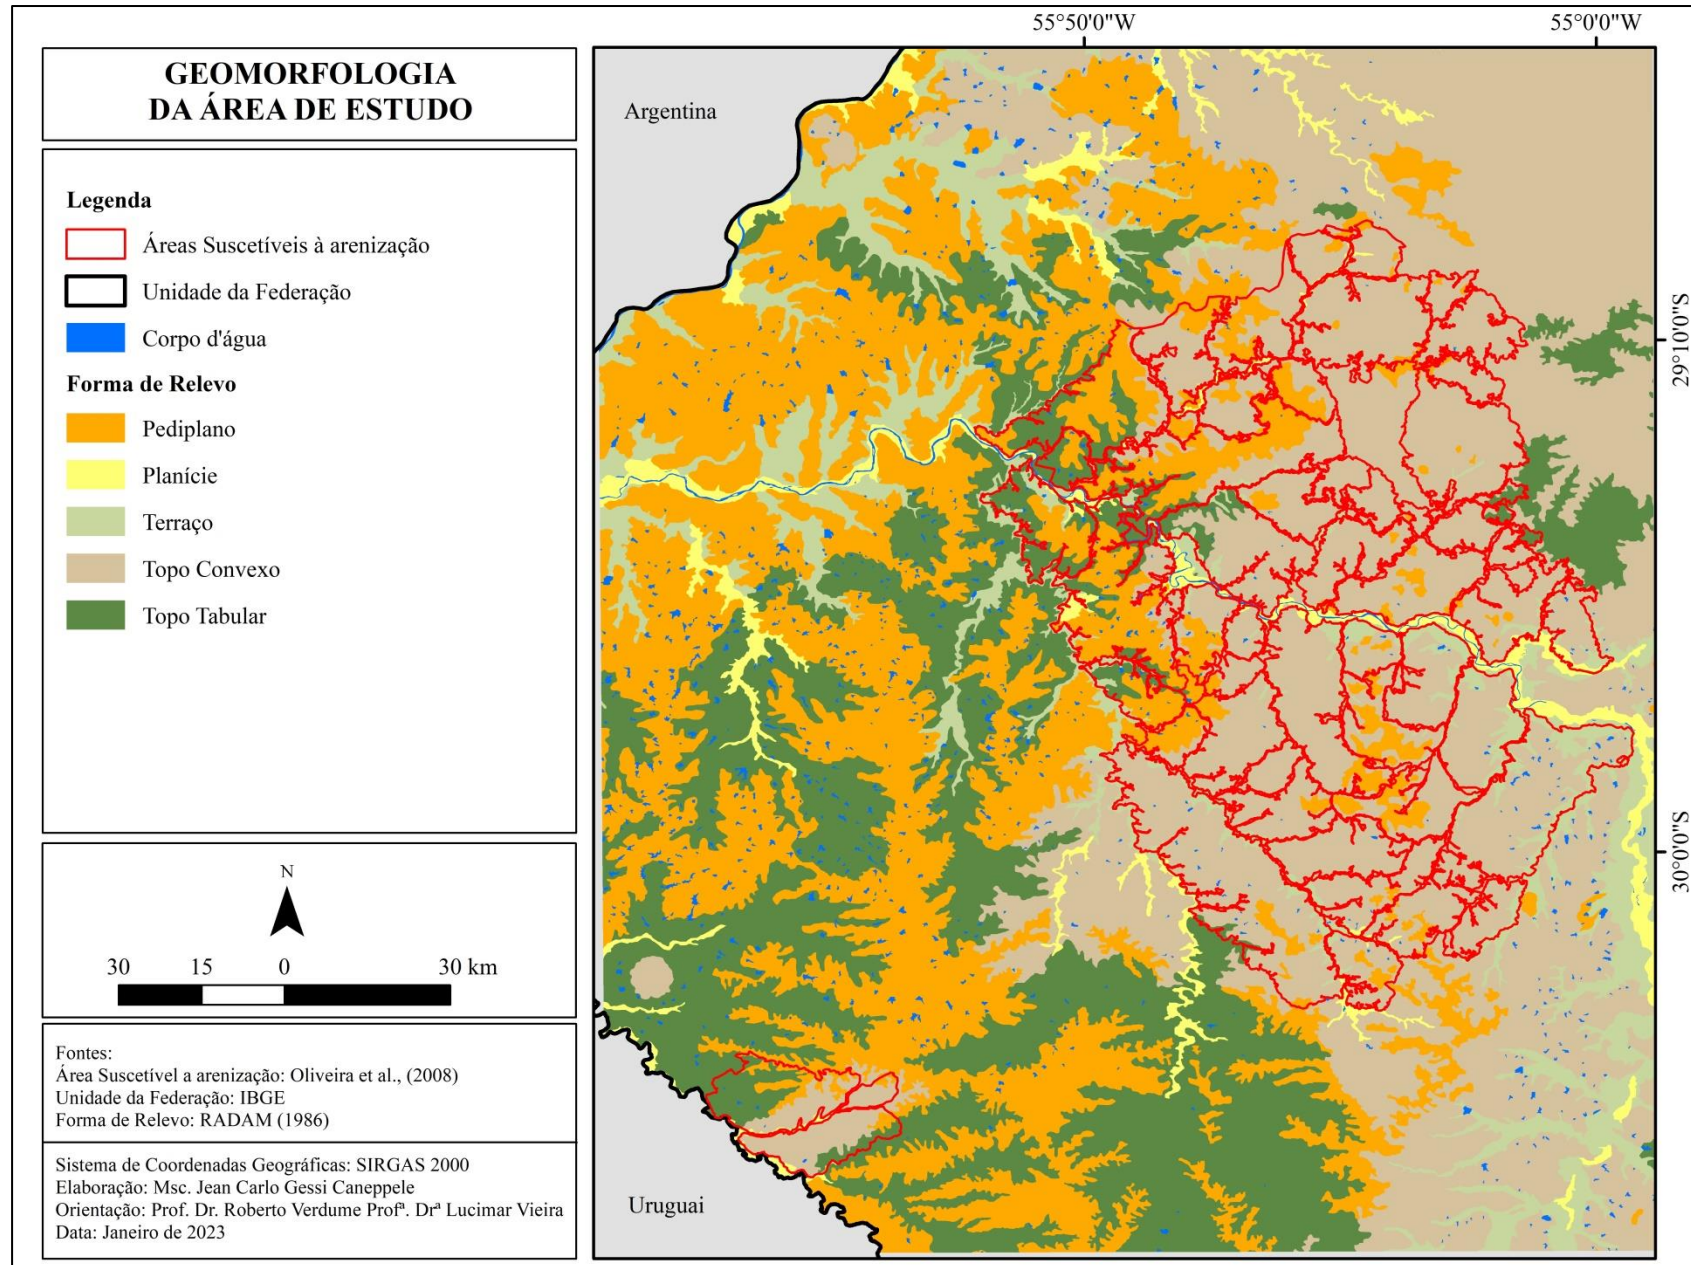 GEOMORFOLOGIA
DA ÁREA DE ESTUDO
Legenda
Áreas Suscetíveis à arenização
Unidade da Federação
Corpo d'água
Forma de Relevo
Pediplano
Planície
Terraço
Topo Convexo
Topo Tabular
N
30 15 0 30 km
Fontes:
Área Suscetível a arenização: Oliveira et al., (2008)
Unidade da Federação: IBGE
Forma de Relevo: RADAM (1986)
Sistema de Coordenadas Geográficas: SIRGAS 2000
Elaboração: Msc. Jean Carlo Gessi Caneppele
Orientação: Prof. Dr. Roberto Verdume Profª. Drª Lucimar Vieira
Data: Janeiro de 2023
55°50'0"W 55°0'0"W
Argentina
29°10'0"S
30°0'0"S
Uruguai